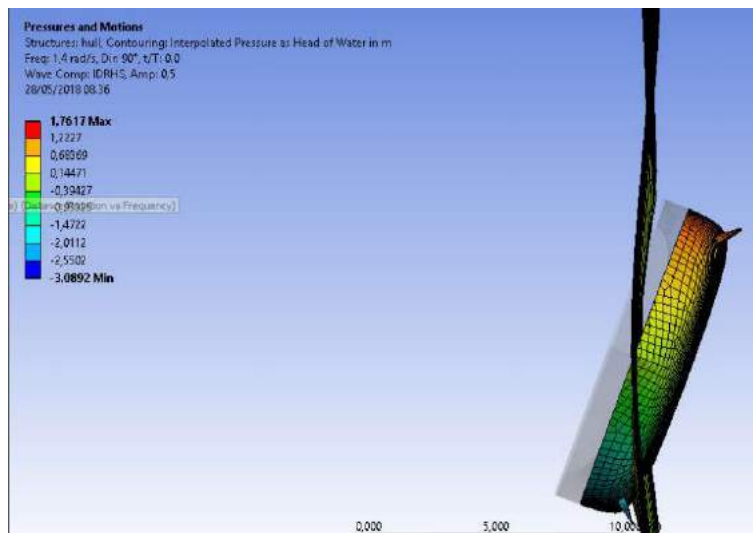 Pressures and Motions
Structures: hull, Contouring: Interpolated Pressure as Head of Water in m
Freq: 1,4 rad/s, Dir: 90°, t/T: 0,0
Wave Comp: IDRHS, Amp: 0,5
28/05/2018 08.36
1,7617 Max
1,2227
0,68369
0,14471
-0,39427
-1,4722
-2,0112
-2,5502
-3,0892 Min
0,000 5,000